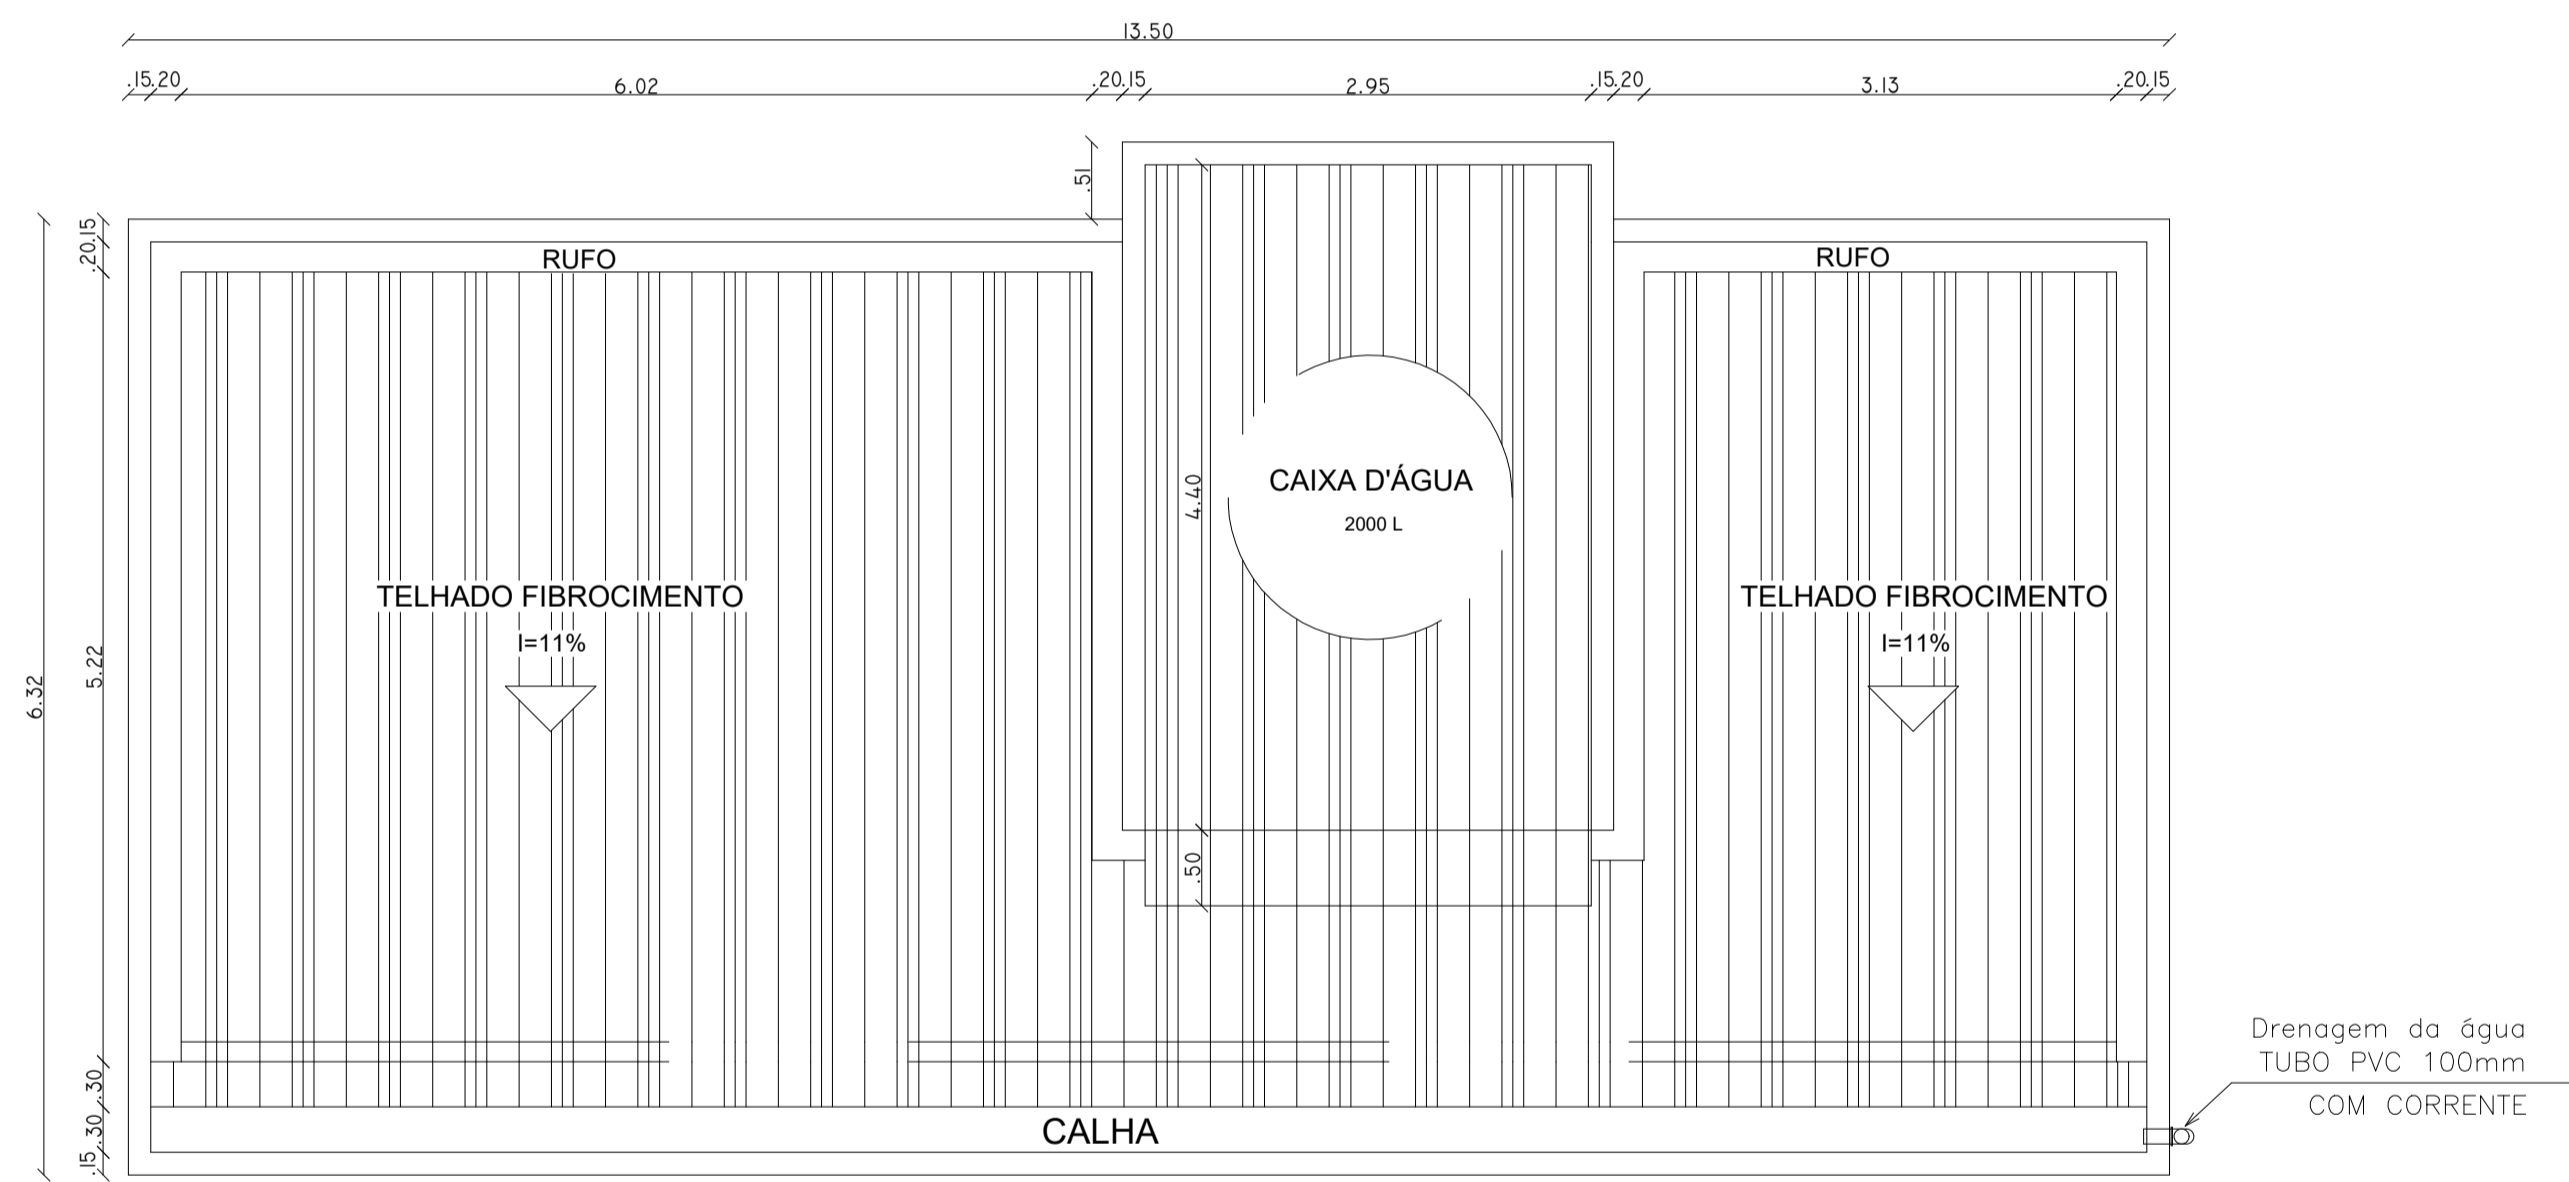 13.50
.15.20
6.02
.20.15
2.95
.15.20
3.13
.20.15
.51
.20.15
RUFO
RUFO
4.40
CAIXA D'ÁGUA
2000 L
TELHADO FIBROCIMENTO
I=11%
TELHADO FIBROCIMENTO
I=11%
6.32
5.22
.50
.30
.30
.15
CALHA
Drenagem da água
TUBO PVC 100mm
COM CORRENTE